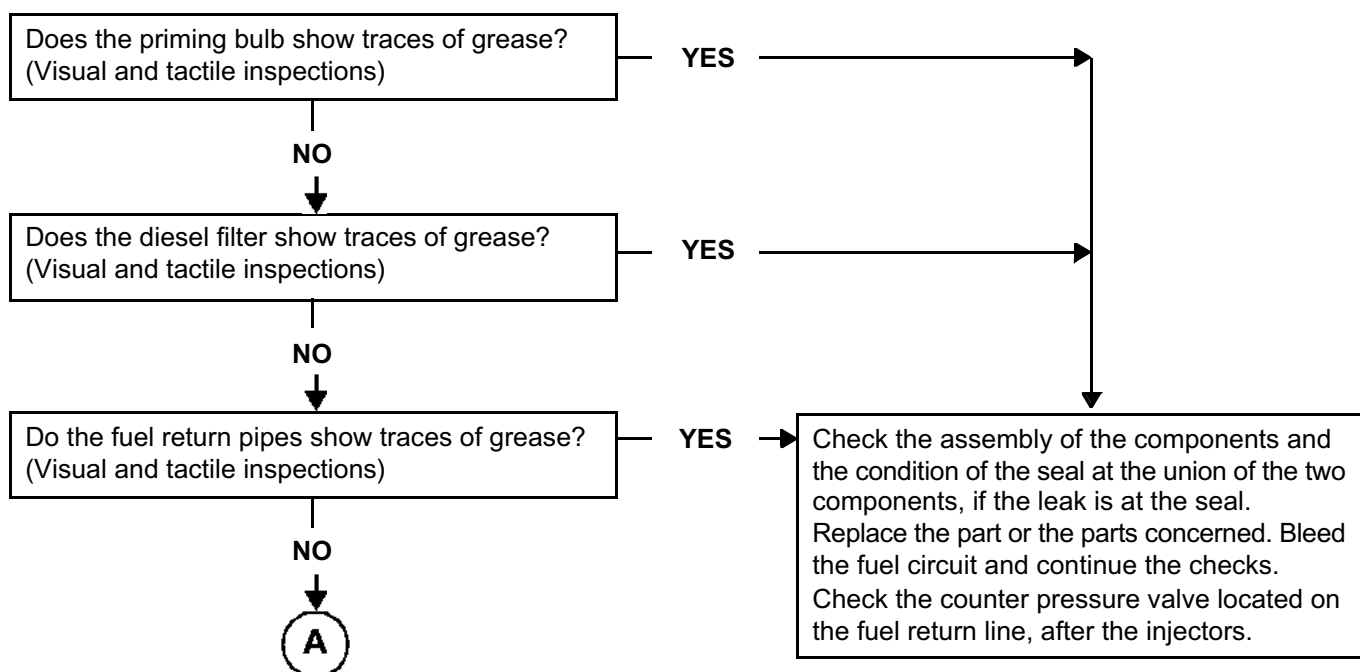 Does the priming bulb show traces of grease?
(Visual and tactile inspections)
YES
NO
Does the diesel filter show traces of grease?
(Visual and tactile inspections)
YES
NO
Do the fuel return pipes show traces of grease?
(Visual and tactile inspections)
YES
Check the assembly of the components and
the condition of the seal at the union of the two
components, if the leak is at the seal.
Replace the part or the parts concerned. Bleed
the fuel circuit and continue the checks.
Check the counter pressure valve located on
the fuel return line, after the injectors.
NO
A